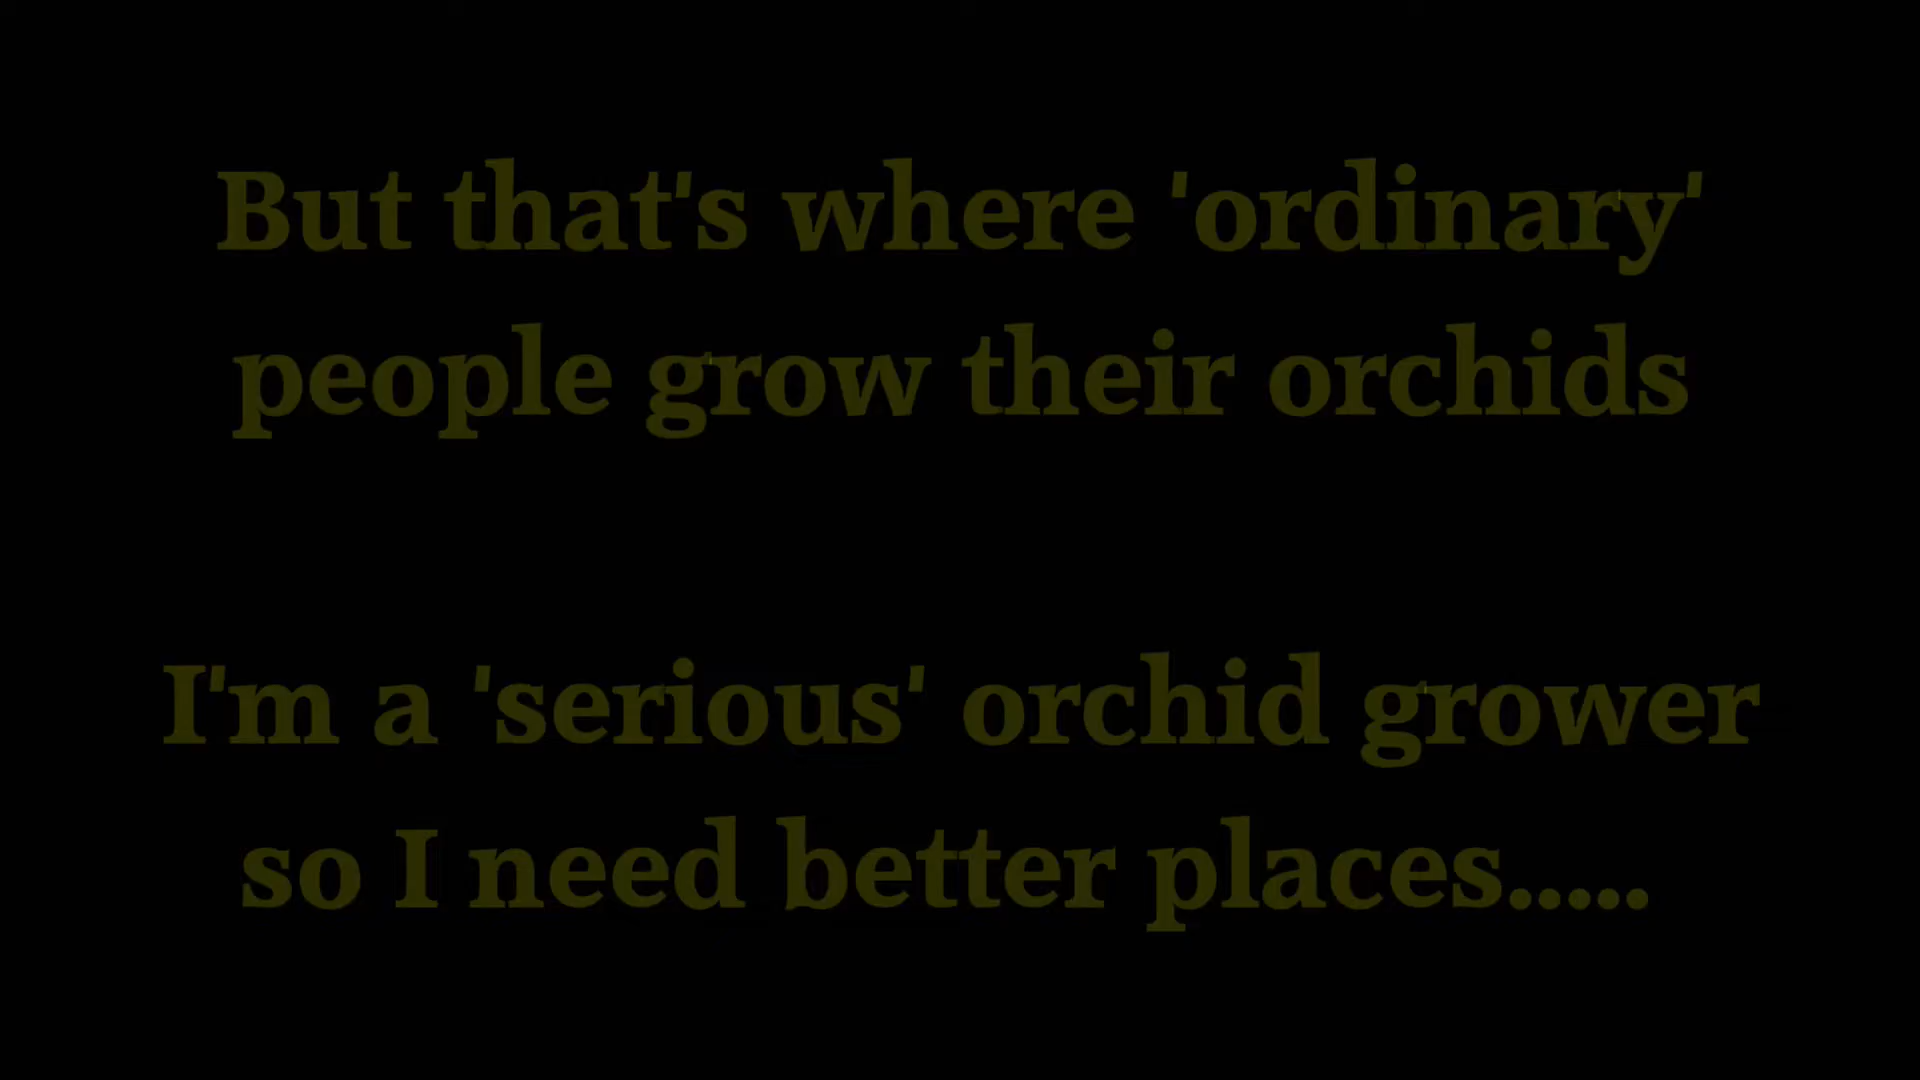 But that's where 'ordinary'
people grow their orchids
I'm a 'serious' orchid grower
so I need better places.....